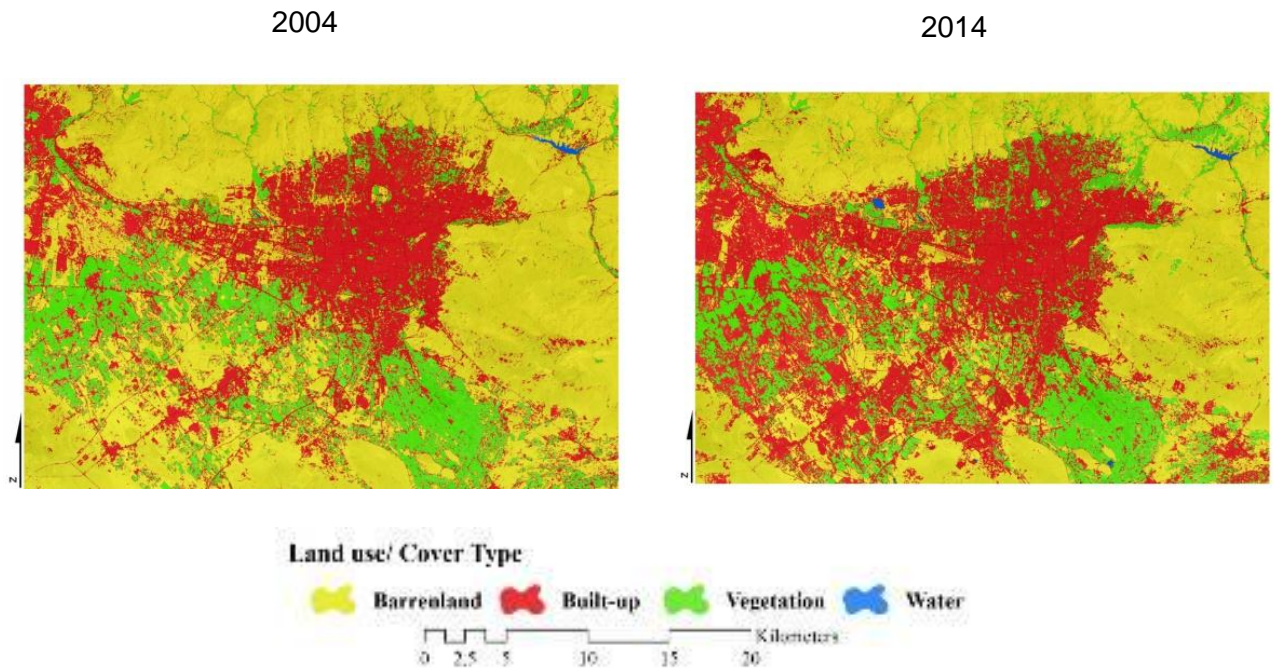 2004
2014
N
N
Land use/ Cover Type
Barrenland Built-up Vegetation Water
Kilometers
0 2.5 5 10 15 20